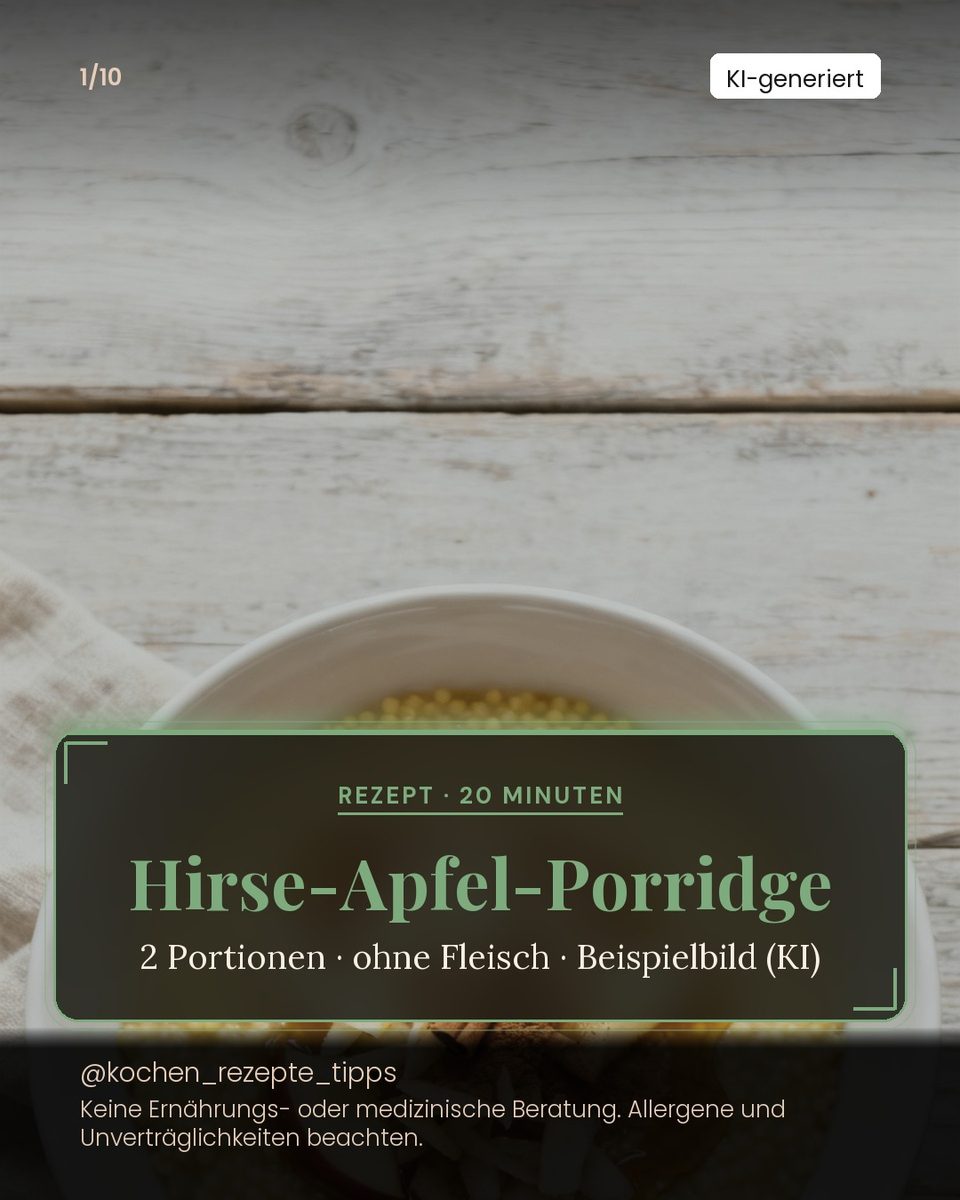 1/10
KI-generiert
REZEPT · 20 MINUTEN
Hirse-Apfel-Porridge
2 Portionen · ohne Fleisch · Beispielbild (KI)
@kochen_rezepte_tipps
Keine Ernährungs- oder medizinische Beratung. Allergene und
Unverträglichkeiten beachten.